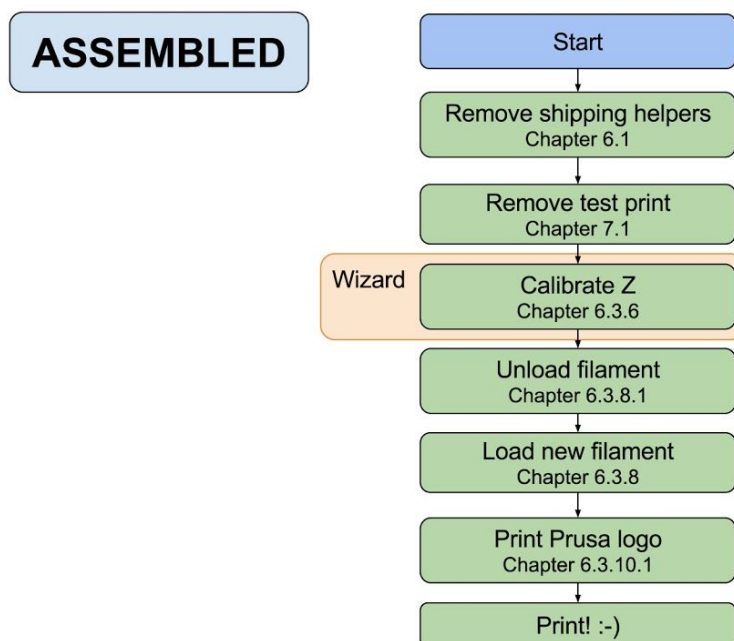 ASSEMBLED
Start
Remove shipping helpers
Chapter 6.1
Remove test print
Chapter 7.1
Wizard
Calibrate Z
Chapter 6.3.6
Unload filament
Chapter 6.3.8.1
Load new filament
Chapter 6.3.8
Print Prusa logo
Chapter 6.3.10.1
Print! :-)